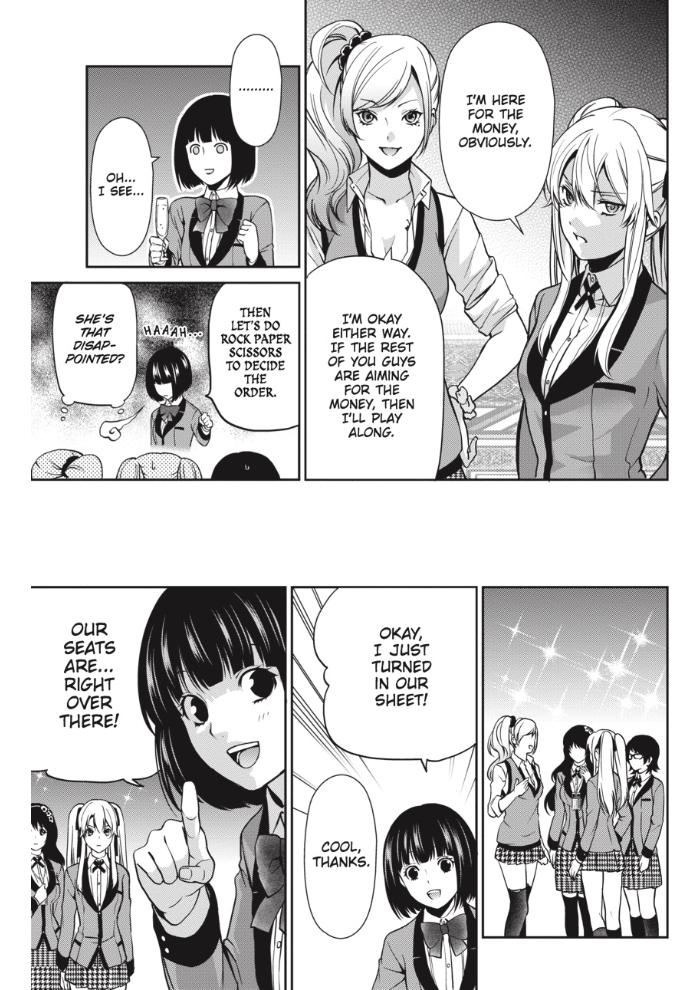 I'M HERE
FOR THE
MONEY,
OBVIOUSLY.
I'M OKAY
EITHER WAY.
IF THE REST
OF YOU GUYS
ARE AIMING
FOR THE
MONEY, THEN
I'LL PLAY
ALONG.
.........
OH...
I SEE...
THEN
LET'S DO
ROCK PAPER
SCISSORS
TO DECIDE
THE
ORDER.
HAAAH...
SHE'S
THAT
DISAP-
POINTED?
OKAY,
I JUST
TURNED
IN OUR
SHEET!
COOL,
THANKS.
OUR
SEATS
ARE...
RIGHT
OVER
THERE!